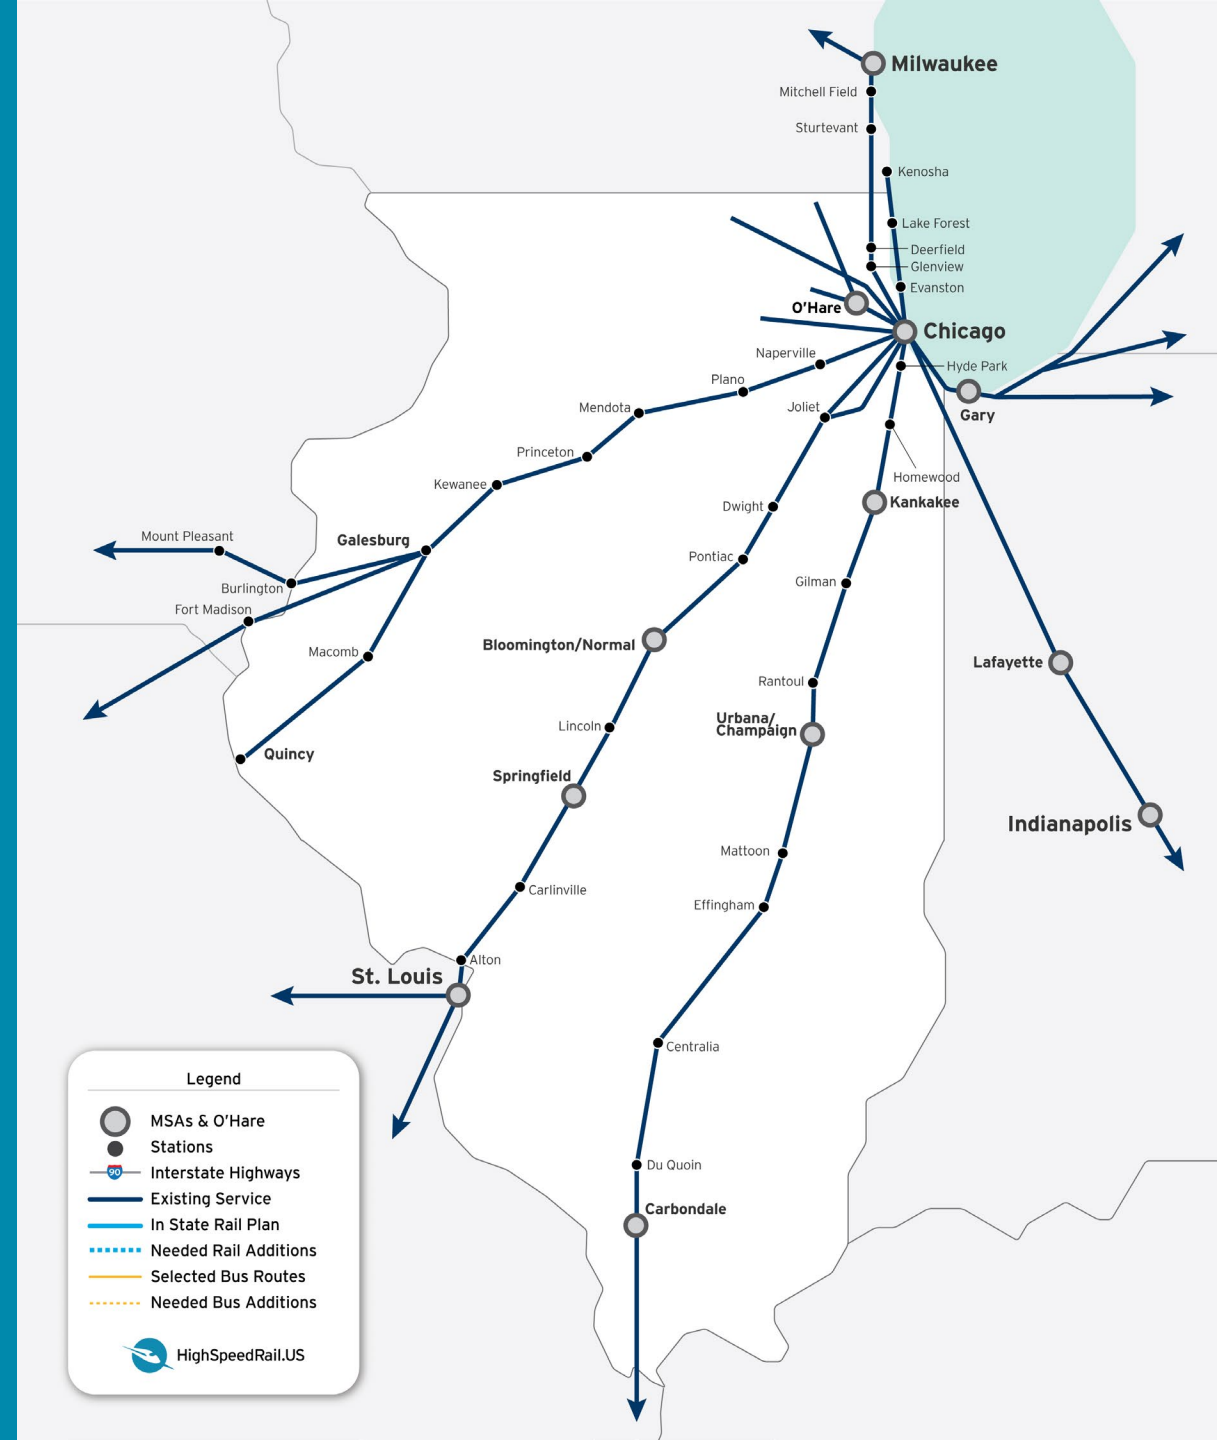 Milwaukee
Mitchell Field
Sturtevant
Kenosha
Lake Forest
Deerfield
Glenview
Evanston
O'Hare
Chicago
Naperville
Hyde Park
Plano
Mendota
Joliet
Gary
Princeton
Homewood
Kewanee
Kankakee
Dwight
Mount Pleasant
Galesburg
Pontiac
Gilman
Burlington
Fort Madison
Bloomington/Normal
Macomb
Lafayette
Rantoul
Urbana/
Champaign
Lincoln
Quincy
Springfield
Indianapolis
Mattoon
Carlinville
Effingham
Alton
St. Louis
Centralia
Du Quoin
Carbondale
Legend
MSAs & O'Hare
Stations
90
Interstate Highways
Existing Service
In State Rail Plan
Needed Rail Additions
Selected Bus Routes
Needed Bus Additions
HighSpeedRail.US